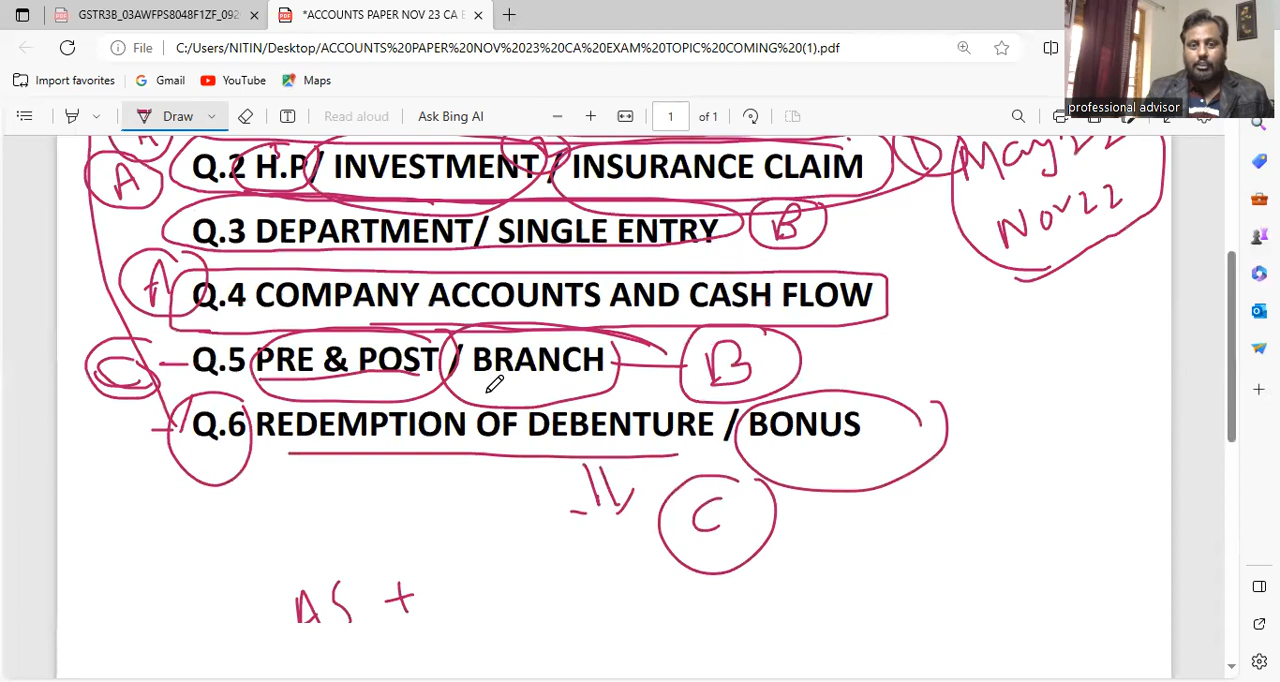 GSTR3B_03AWFPS8048F1ZF_092
*ACCOUNTS PAPER NOV 23 CA E
File C:/Users/NITIN/Desktop/ACCOUNTS%20PAPER%20NOV%202023%20CA%20EXAM%20TOPIC%20COMING%20(1).pdf
Import favorites Gmail YouTube Maps
professional advisor
Draw Read aloud Ask Bing AI 1 of 1
May 22
A Q.2 H.P/ INVESTMENT / INSURANCE CLAIM D
Nov 22
Q.3 DEPARTMENT/ SINGLE ENTRY B
A Q.4 COMPANY ACCOUNTS AND CASH FLOW
C Q.5 PRE & POST / BRANCH B
Q.6 REDEMPTION OF DEBENTURE / BONUS
C
AS +